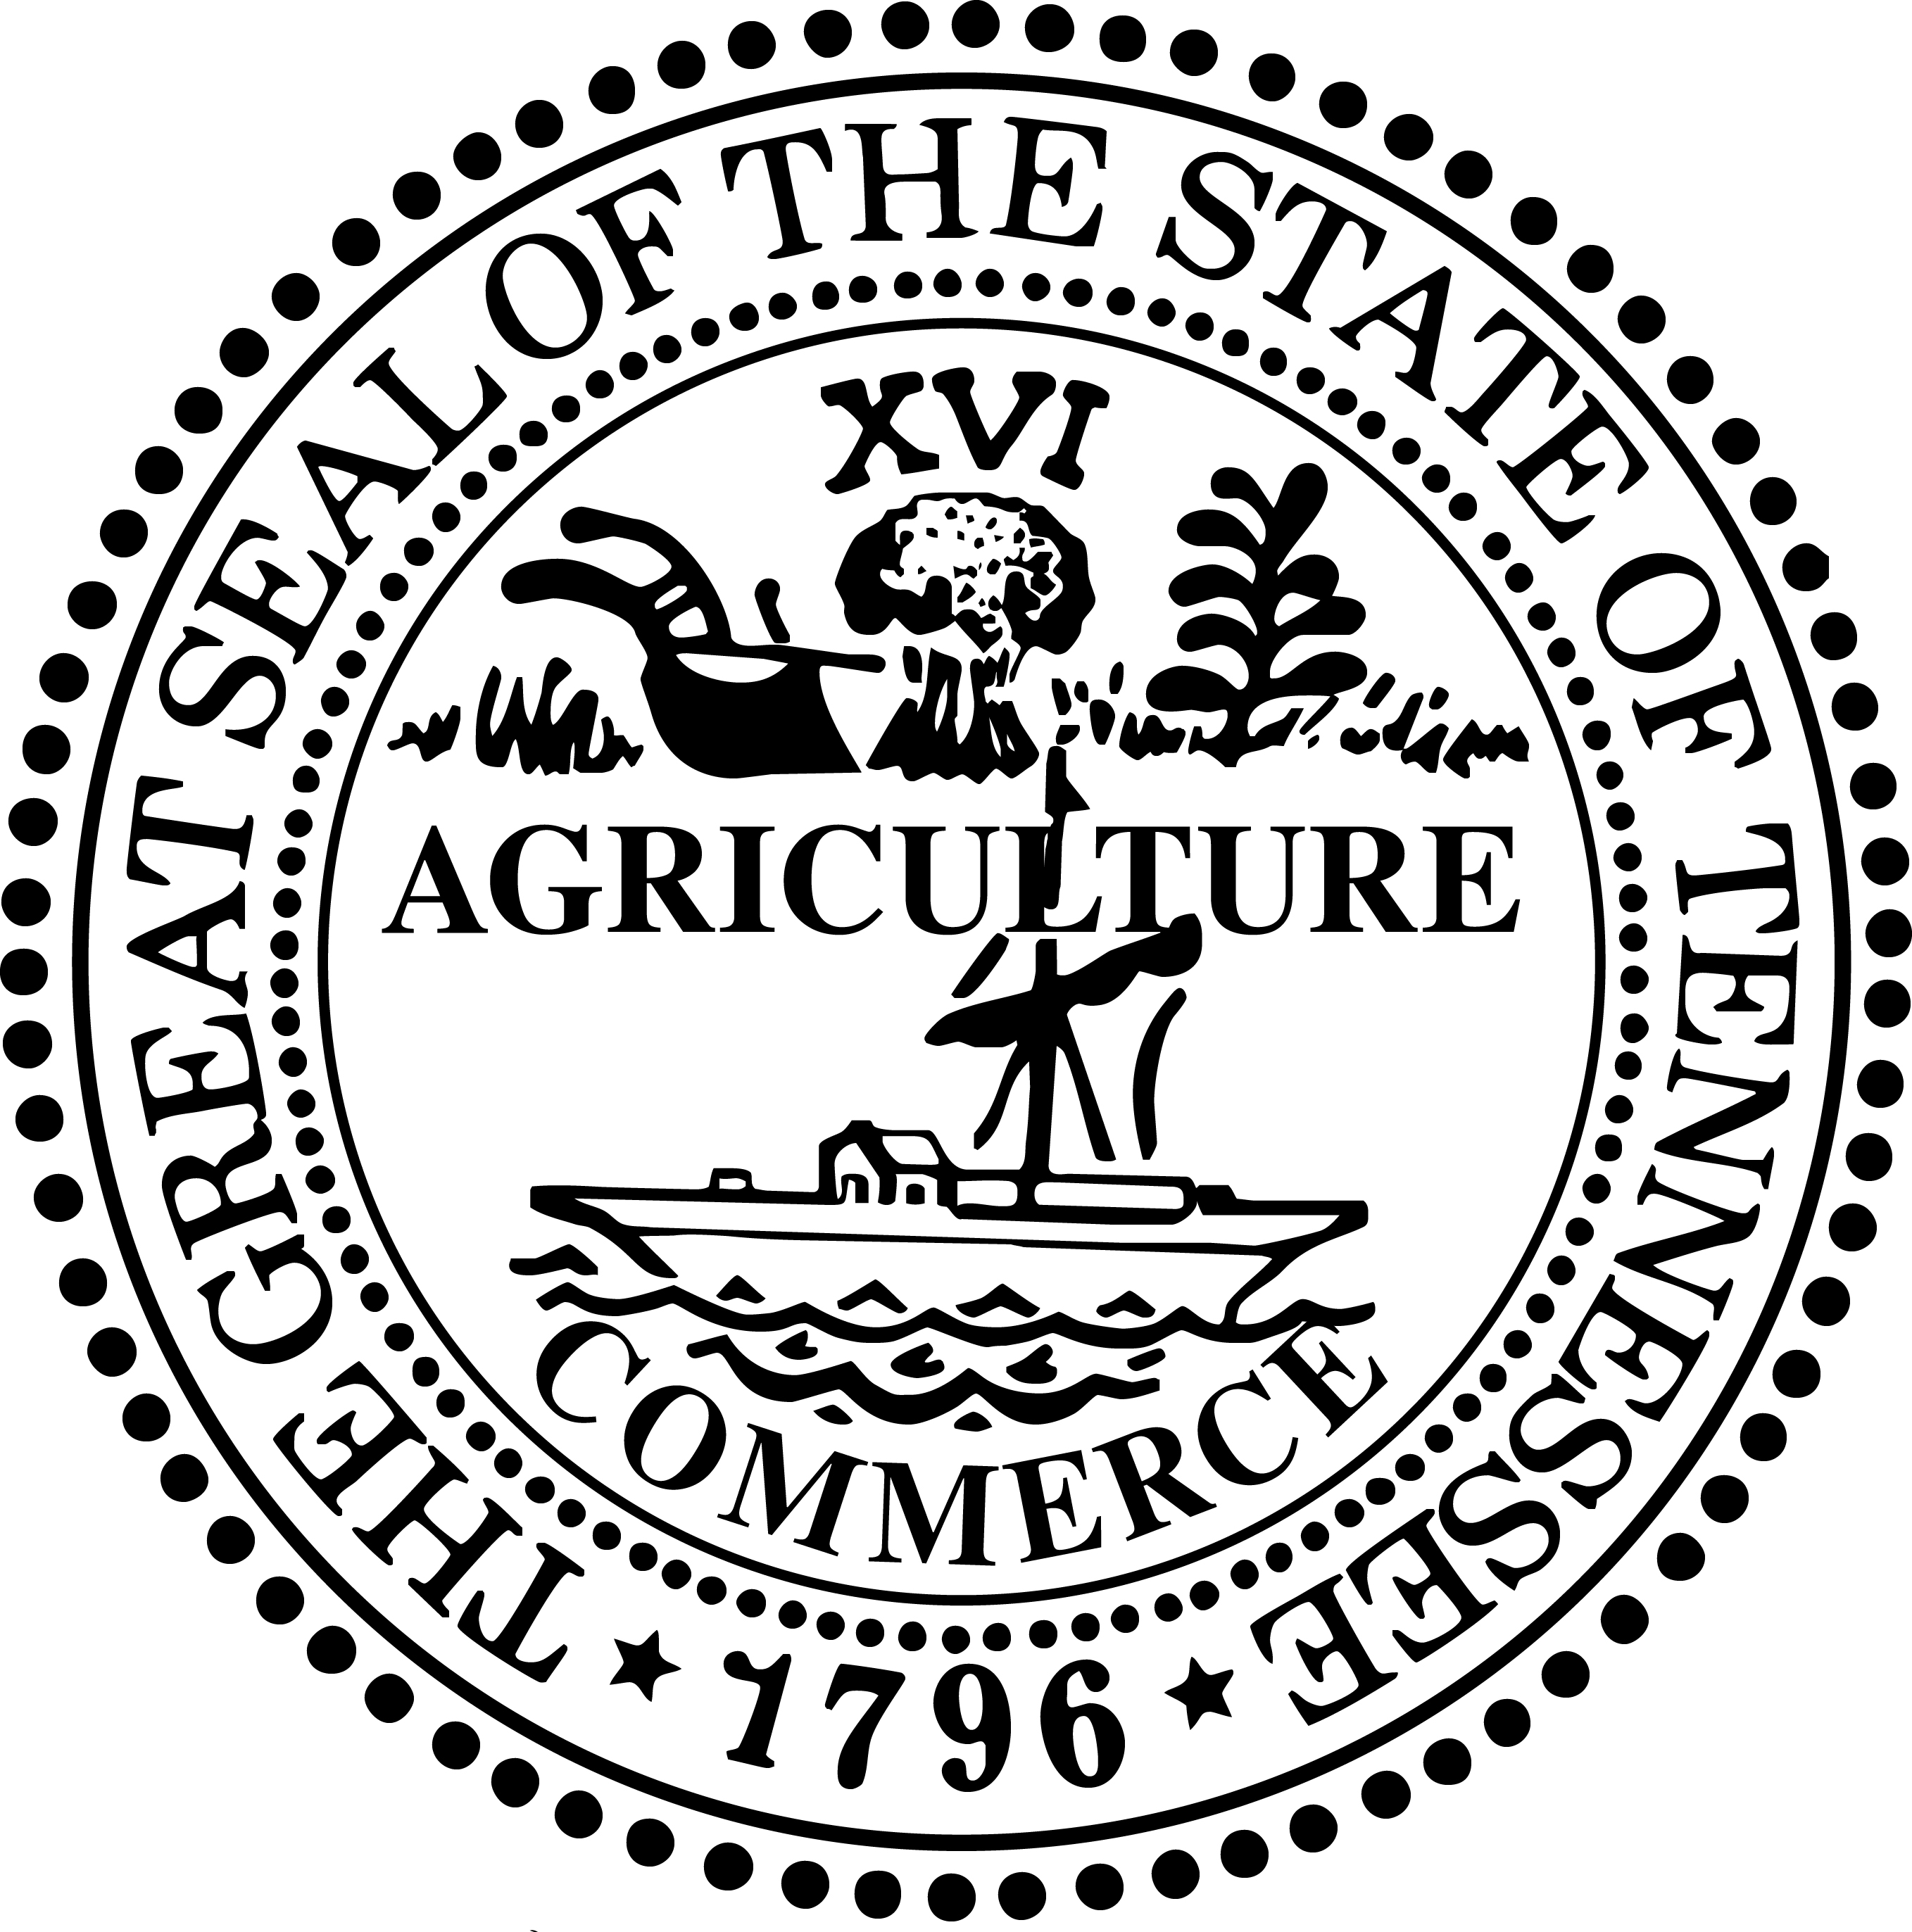 THE GREAT SEAL OF THE STATE OF TENNESSEE
XVI
AGRICULTURE
COMMERCE
1796